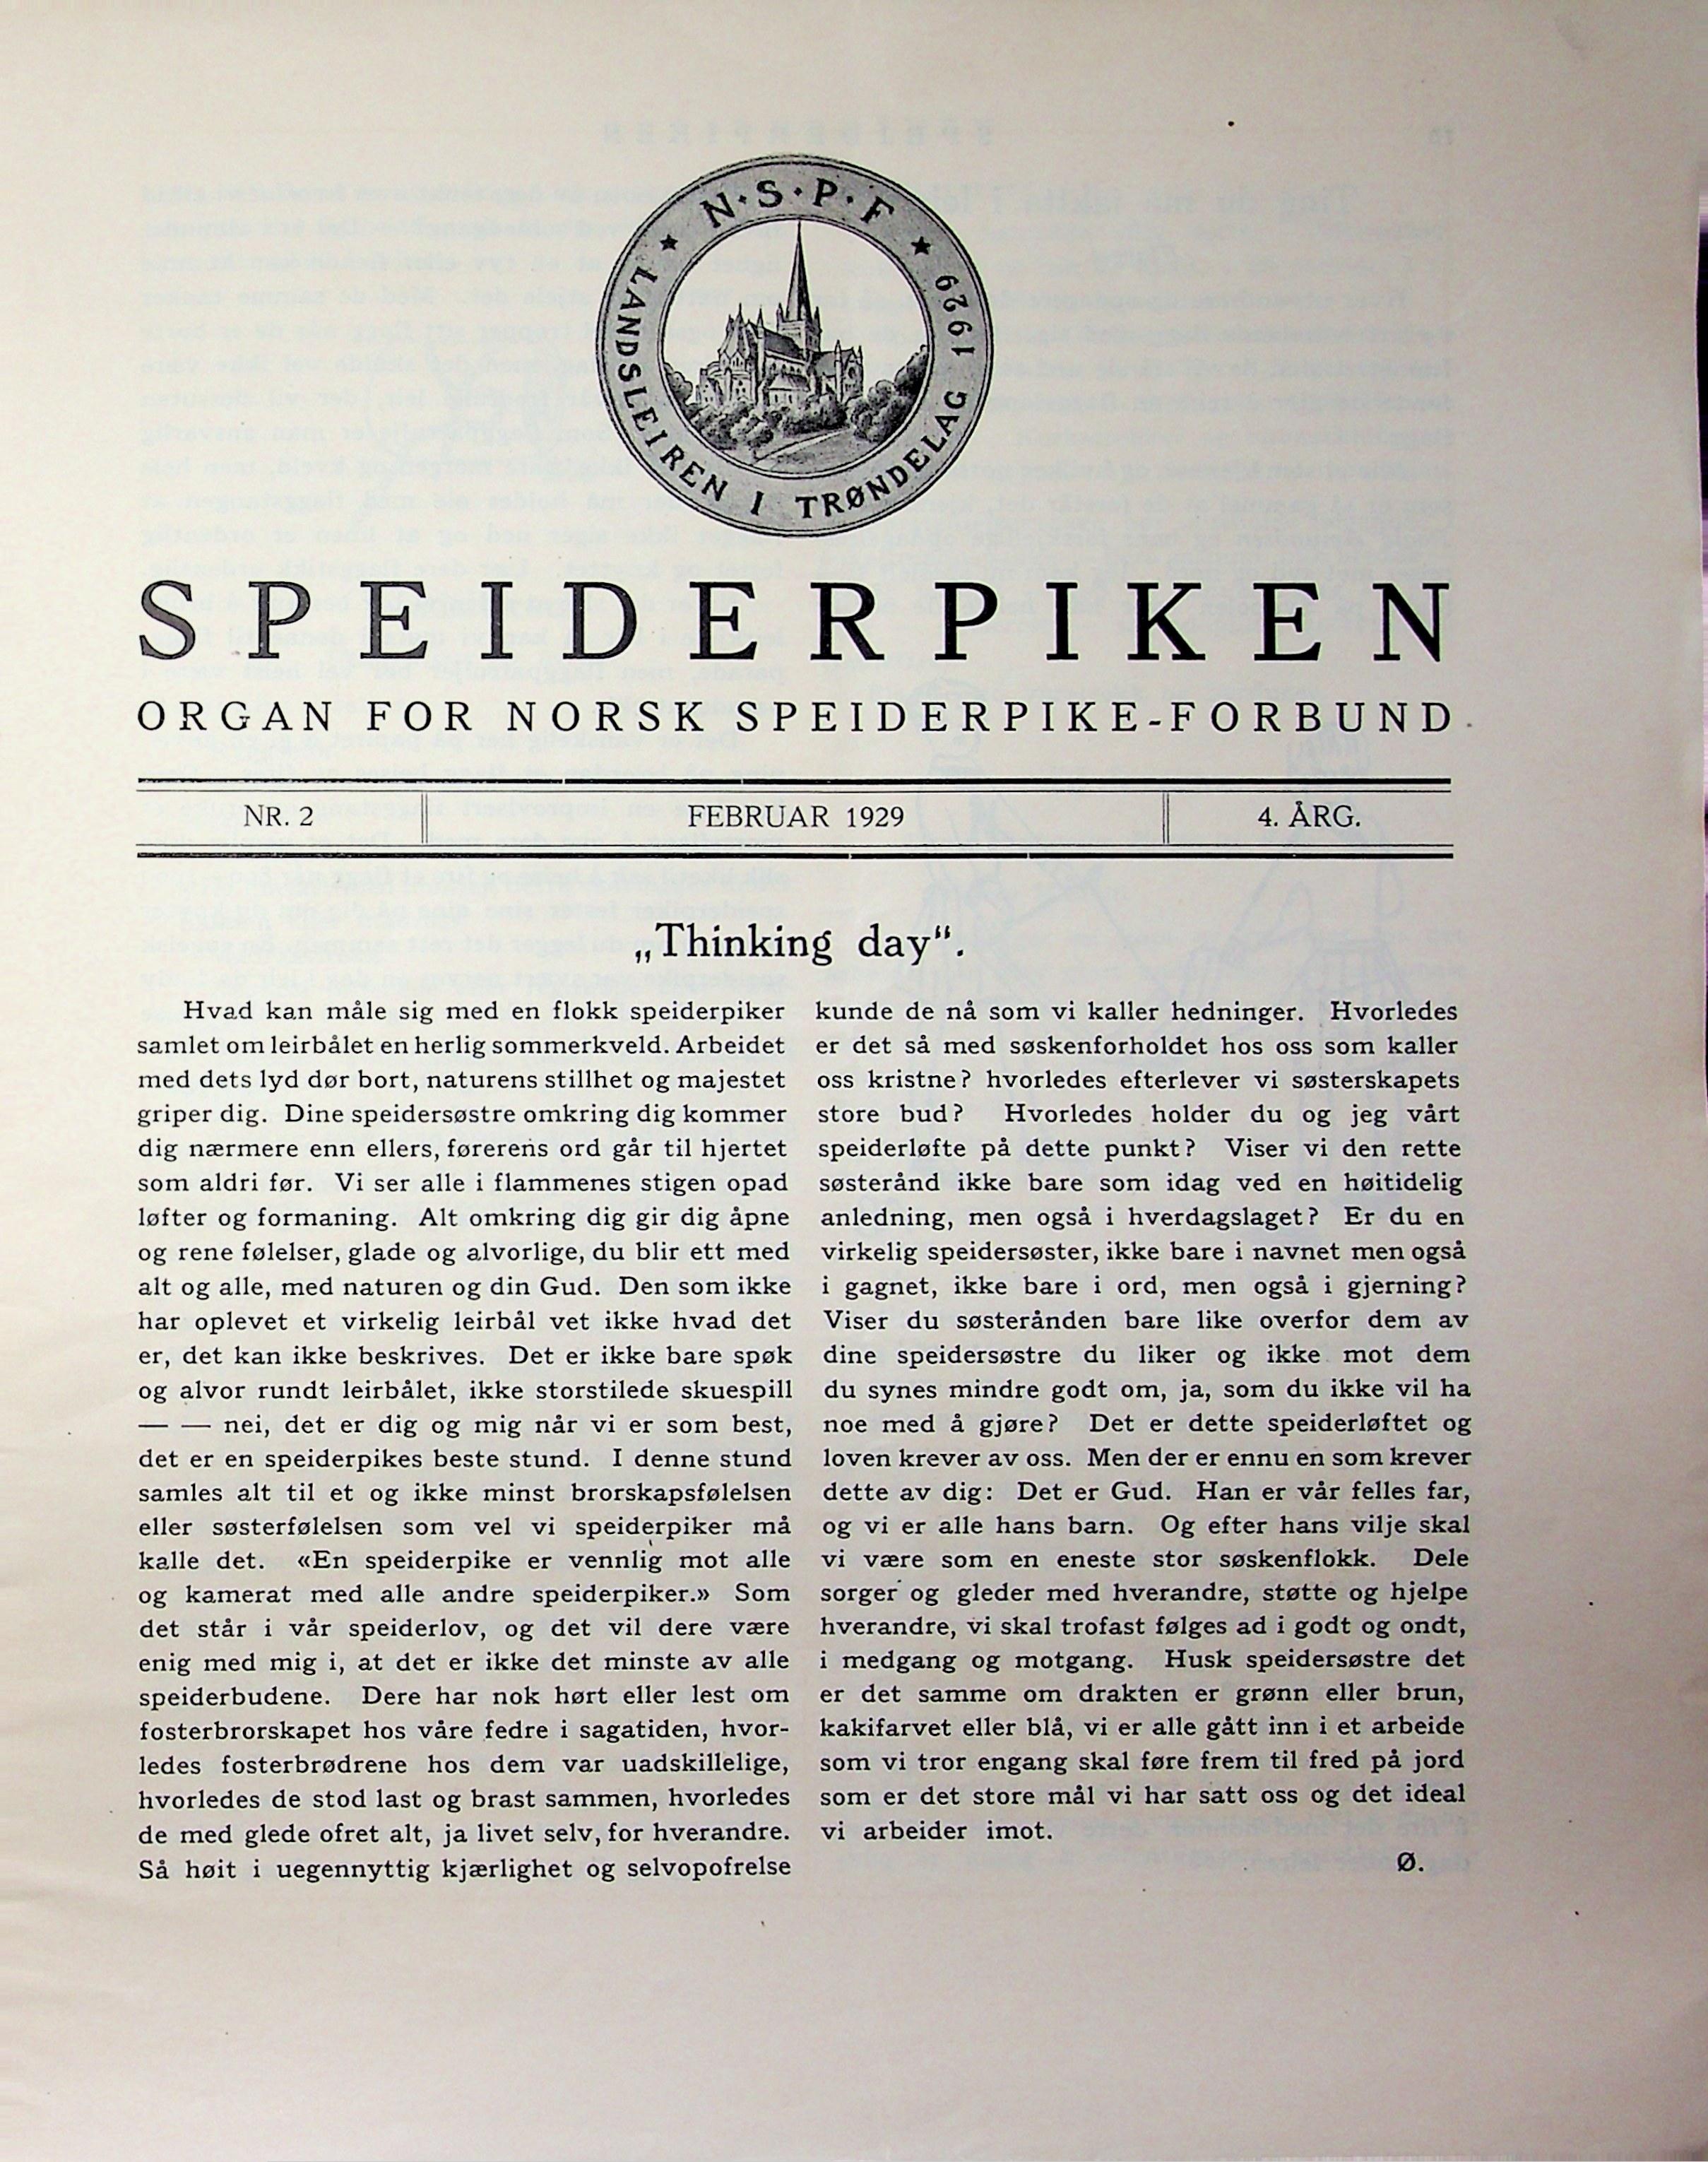 N·S·P·F
LANDSLEIREN I TRØNDELAG 1929
SPEIDERPIKEN
ORGAN FOR NORSK SPEIDERPIKE-FORBUND
NR. 2
FEBRUAR 1929
4. ÅRG.
„Thinking day“.
Hvad kan måle sig med en flokk speiderpiker
samlet om leirbålet en herlig sommerkveld. Arbeidet
med dets lyd dør bort, naturens stillhet og majestet
griper dig. Dine speidersøstre omkring dig kommer
dig nærmere enn ellers, førerens ord går til hjertet
som aldri før. Vi ser alle i flammenes stigen opad
løfter og formaning. Alt omkring dig gir dig åpne
og rene følelser, glade og alvorlige, du blir ett med
alt og alle, med naturen og din Gud. Den som ikke
har oplevet et virkelig leirbål vet ikke hvad det
er, det kan ikke beskrives. Det er ikke bare spøk
og alvor rundt leirbålet, ikke storstilede skuespill
— — nei, det er dig og mig når vi er som best,
det er en speiderpikes beste stund. I denne stund
samles alt til et og ikke minst brorskapsfølelsen
eller søsterfølelsen som vel vi speiderpiker må
kalle det. «En speiderpike er vennlig mot alle
og kamerat med alle andre speiderpiker.» Som
det står i vår speiderlov, og det vil dere være
enig med mig i, at det er ikke det minste av alle
speiderbudene. Dere har nok hørt eller lest om
fosterbrorskapet hos våre fedre i sagatiden, hvor-
ledes fosterbrødrene hos dem var uadskillelige,
hvorledes de stod last og brast sammen, hvorledes
de med glede ofret alt, ja livet selv, for hverandre.
Så høit i uegennyttig kjærlighet og selvopofrelse
kunde de nå som vi kaller hedninger. Hvorledes
er det så med søskenforholdet hos oss som kaller
oss kristne? hvorledes efterlever vi søsterskapets
store bud? Hvorledes holder du og jeg vårt
speiderløfte på dette punkt? Viser vi den rette
søsterånd ikke bare som idag ved en høitidelig
anledning, men også i hverdagslaget? Er du en
virkelig speidersøster, ikke bare i navnet men også
i gagnet, ikke bare i ord, men også i gjerning?
Viser du søsterånden bare like overfor dem av
dine speidersøstre du liker og ikke mot dem
du synes mindre godt om, ja, som du ikke vil ha
noe med å gjøre? Det er dette speiderløftet og
loven krever av oss. Men der er ennu en som krever
dette av dig: Det er Gud. Han er vår felles far,
og vi er alle hans barn. Og efter hans vilje skal
vi være som en eneste stor søskenflokk. Dele
sorger og gleder med hverandre, støtte og hjelpe
hverandre, vi skal trofast følges ad i godt og ondt,
i medgang og motgang. Husk speidersøstre det
er det samme om drakten er grønn eller brun,
kakifarvet eller blå, vi er alle gått inn i et arbeide
som vi tror engang skal føre frem til fred på jord
som er det store mål vi har satt oss og det ideal
vi arbeider imot.
Ø.